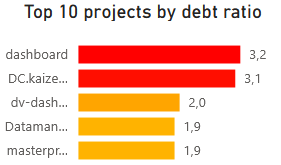 Top 10 projects by debt ratio
dashboard 3,2
DC.kaize... 3,1
dv-dash... 2,0
Dataman... 1,9
masterpr... 1,9